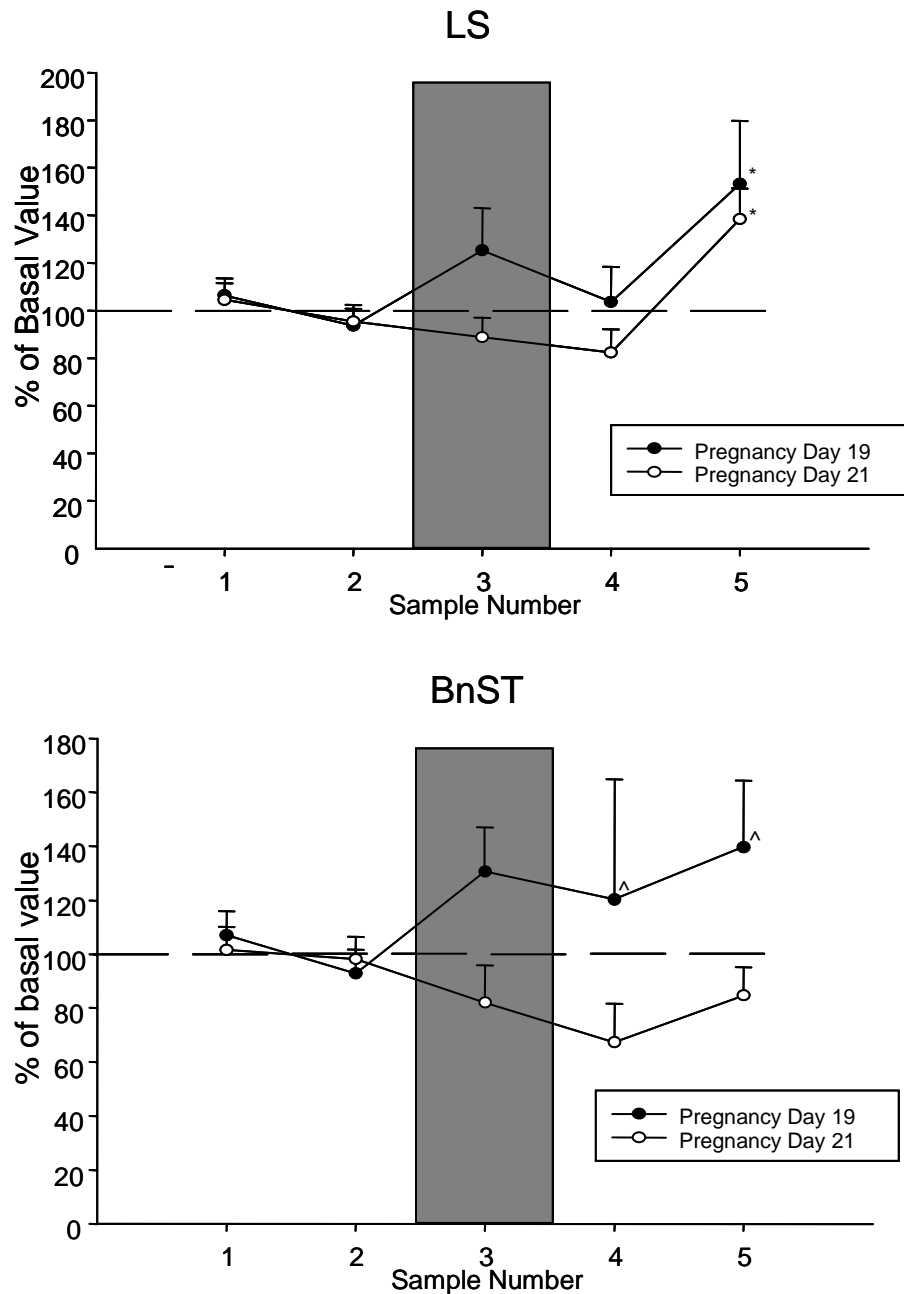 LS
% of Basal Value
200
180
160
140
120
100
80
60
40
20
0
*
*
Pregnancy Day 19
Pregnancy Day 21
1 2 3 4 5
Sample Number
BnST
% of basal value
180
160
140
120
100
80
60
40
20
0
^
^
Pregnancy Day 19
Pregnancy Day 21
1 2 3 4 5
Sample Number